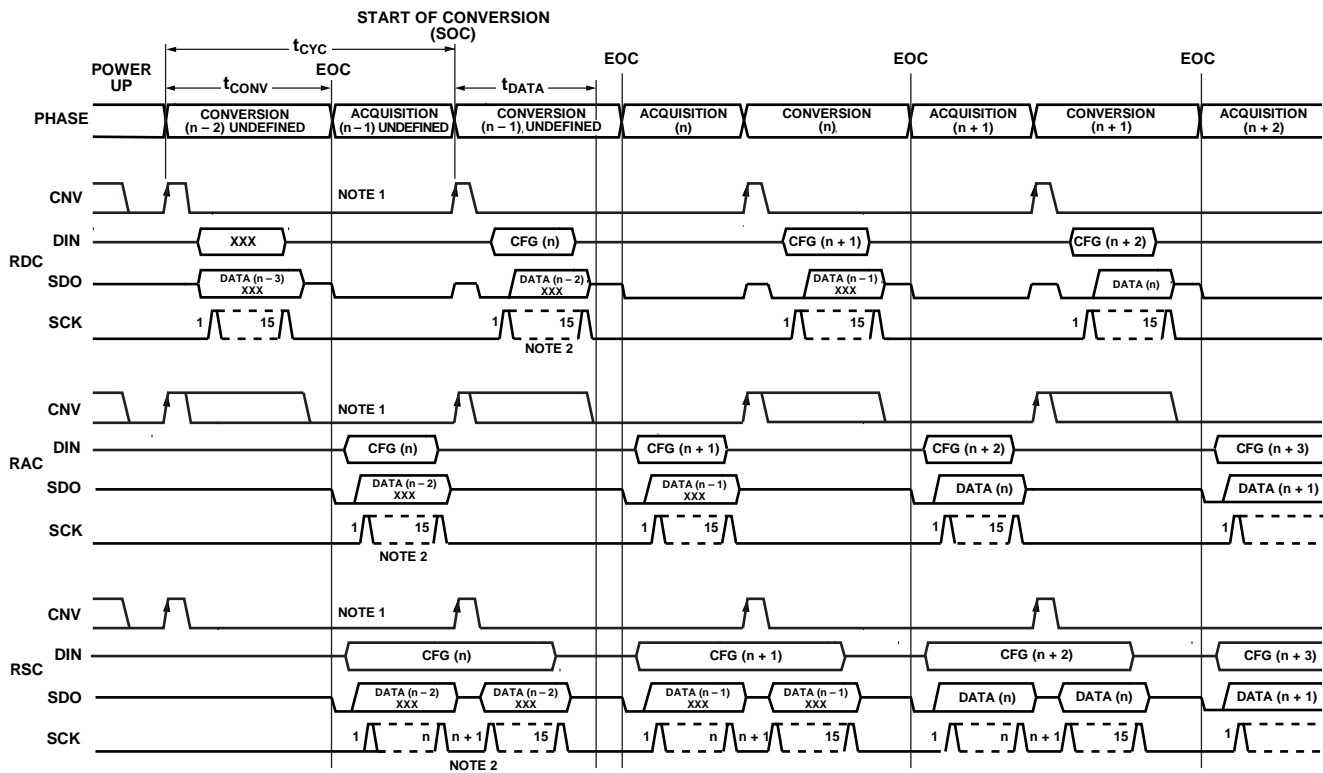 START OF CONVERSION
(SOC)
tCYC
POWER
UP
EOC
EOC
EOC
EOC
tCONV
tDATA
PHASE
CONVERSION
(n – 2) UNDEFINED
ACQUISITION
(n – 1) UNDEFINED
CONVERSION
(n – 1) UNDEFINED
ACQUISITION
(n)
CONVERSION
(n)
ACQUISITION
(n + 1)
CONVERSION
(n + 1)
ACQUISITION
(n + 2)
CNV
NOTE 1
RDC
DIN
XXX
CFG (n)
CFG (n + 1)
CFG (n + 2)
SDO
DATA (n – 3)
XXX
DATA (n – 2)
XXX
DATA (n – 1)
XXX
DATA (n)
SCK
1 15
1 15
1 15
1 15
NOTE 2
CNV
NOTE 1
RAC
DIN
CFG (n)
CFG (n + 1)
CFG (n + 2)
CFG (n + 3)
SDO
DATA (n – 2)
XXX
DATA (n – 1)
XXX
DATA (n)
DATA (n + 1)
SCK
1 15
1 15
1 15
1
NOTE 2
CNV
NOTE 1
RSC
DIN
CFG (n)
CFG (n + 1)
CFG (n + 2)
CFG (n + 3)
SDO
DATA (n – 2)
XXX
DATA (n – 2)
XXX
DATA (n – 1)
XXX
DATA (n – 1)
XXX
DATA (n)
DATA (n)
DATA (n + 1)
SCK
1 n n + 1 15
1 n n + 1 15
1 n n + 1 15
1
NOTE 2